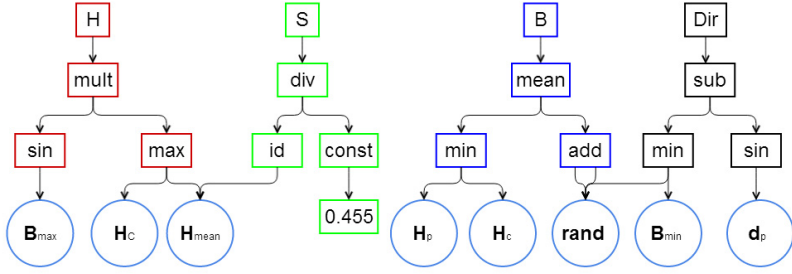 H S B Dir
mult div mean sub
sin max id const min add min sin
0.455
Bmax HC Hmean Hp Hc rand Bmin dp